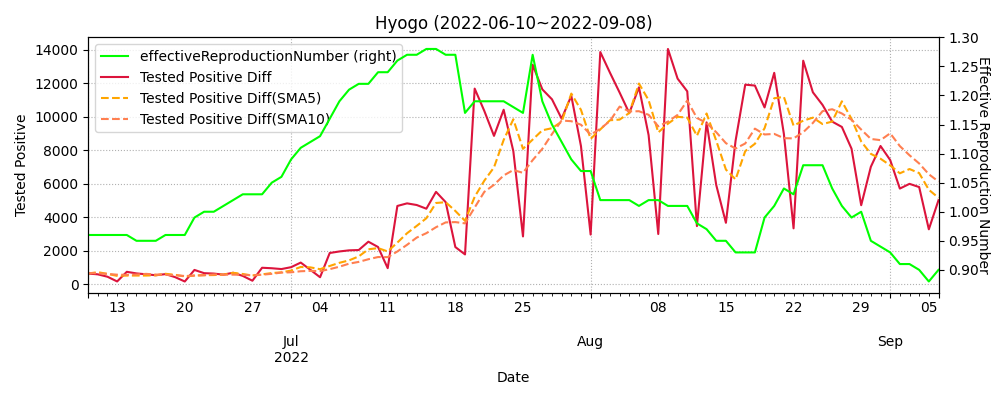 Hyogo (2022-06-10~2022-09-08)
effectiveReproductionNumber (right)
Tested Positive Diff
Tested Positive Diff(SMA5)
Tested Positive Diff(SMA10)
Tested Positive
14000
12000
10000
8000
6000
4000
2000
0
1.30
1.25
1.20
1.15
1.10
1.05
1.00
0.95
0.90
Effective Reproduction Number
13 20 27 04 11 18 25 08 15 22 29 05
Jul Aug Sep
2022
Date